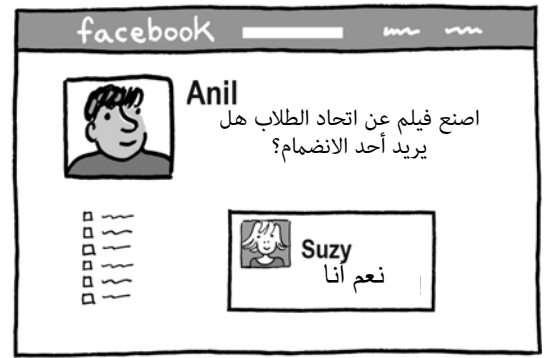 facebook
Anil
اصنع فيلم عن اتحاد الطلاب هل
يريد أحد الانضمام؟
Suzy
نعم أنا